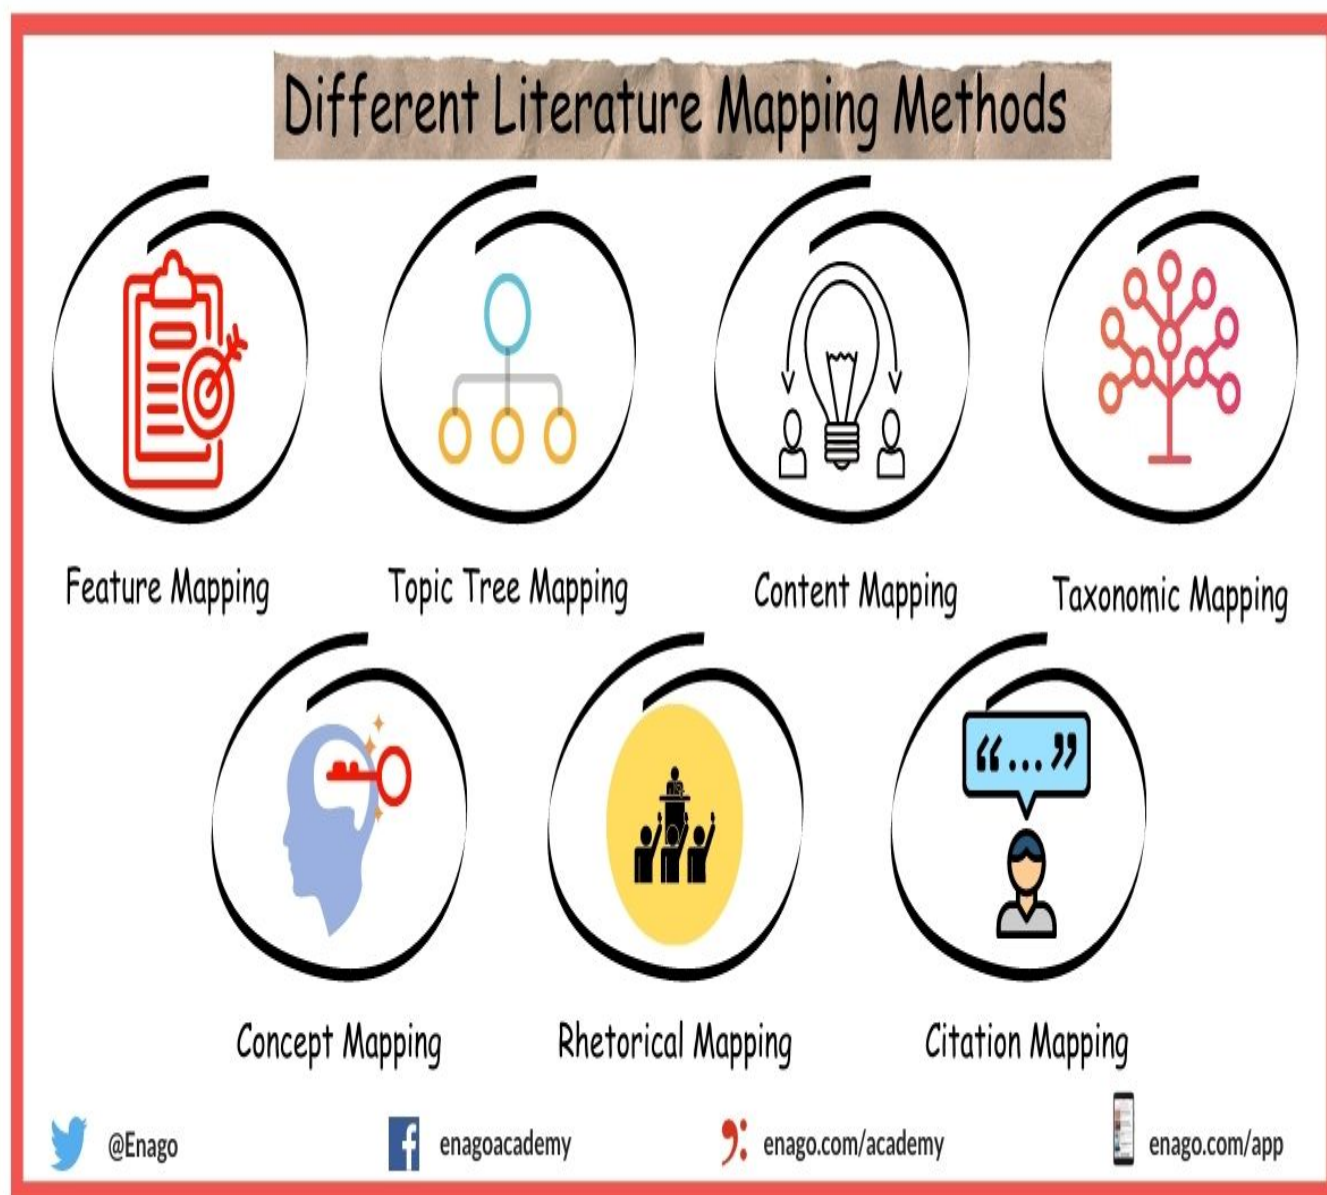 Different Literature Mapping Methods
Feature Mapping
Topic Tree Mapping
Content Mapping
Taxonomic Mapping
“...”
Concept Mapping
Rhetorical Mapping
Citation Mapping
@Enago
enagoacademy
enago.com/academy
enago.com/app